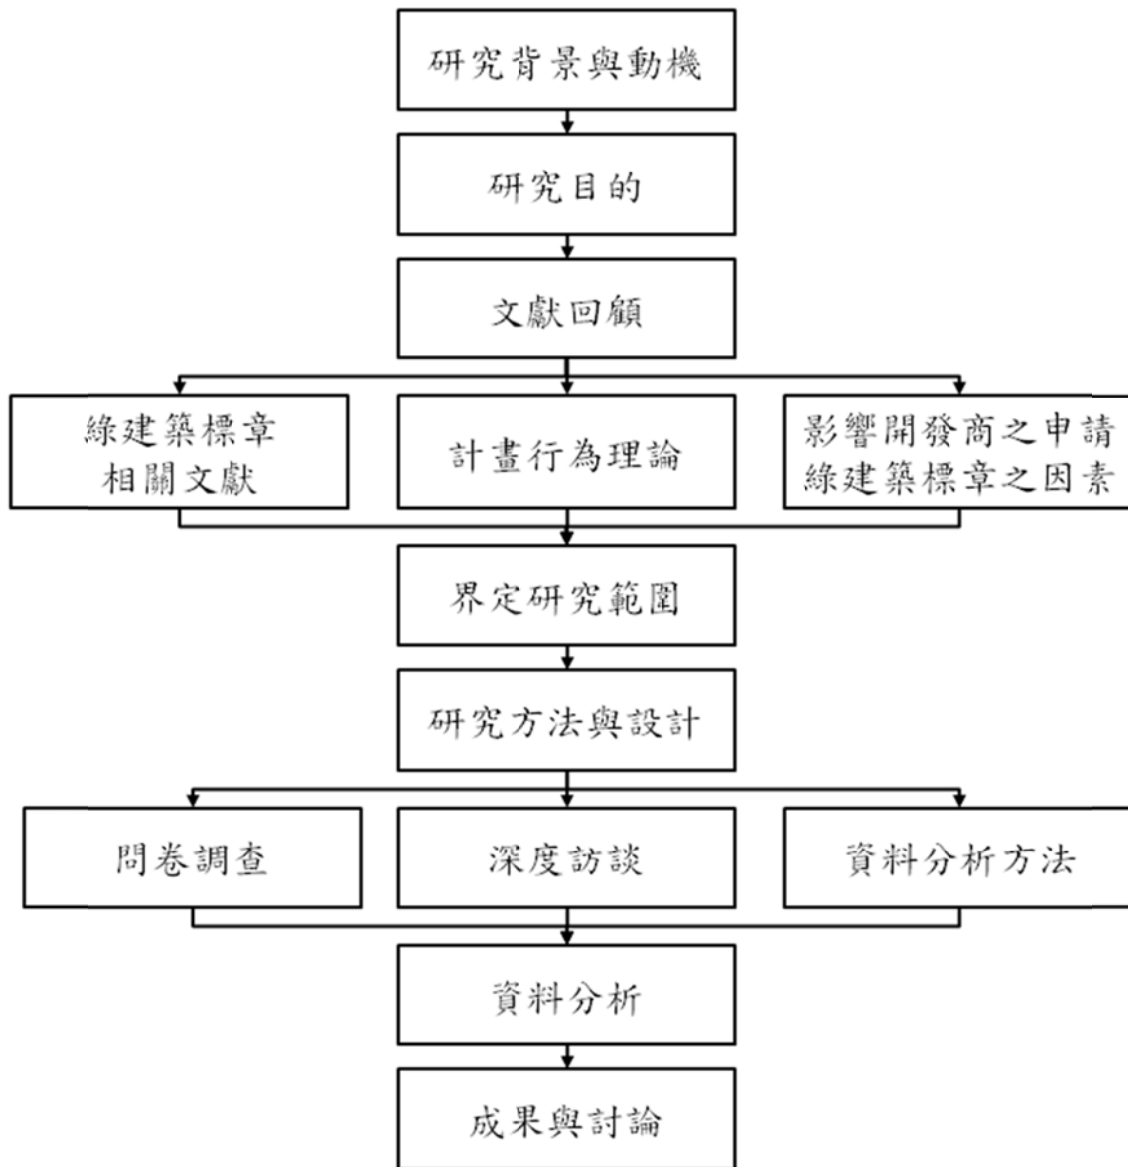 研究背景與動機
研究目的
文獻回顧
綠建築標章
相關文獻
計畫行為理論
影響開發商之申請
綠建築標章之因素
界定研究範圍
研究方法與設計
問卷調查
深度訪談
資料分析方法
資料分析
成果與討論